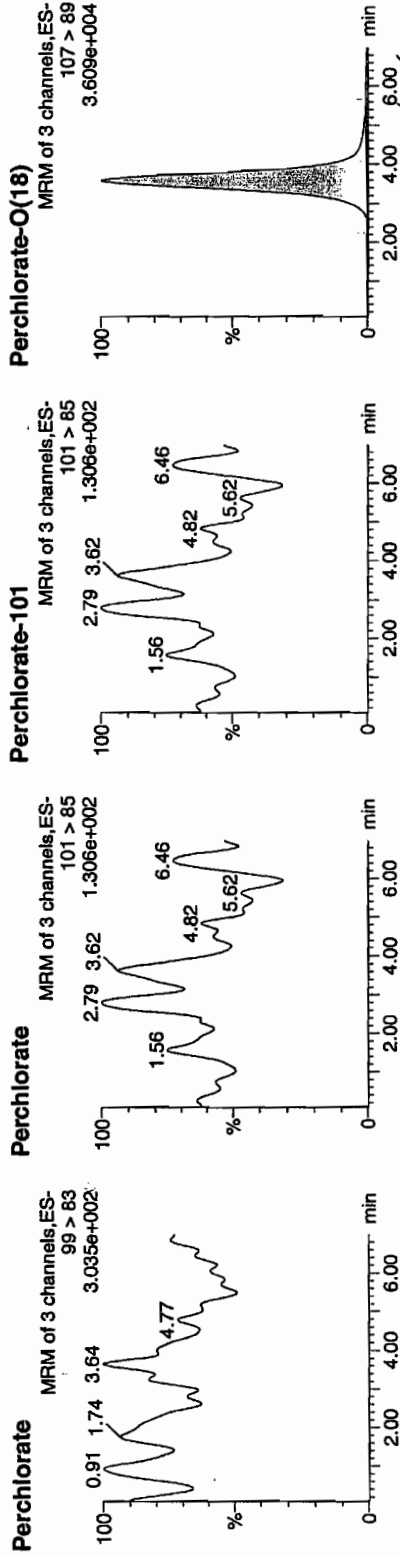 Perchlorate
MRM of 3 channels,ES-
99 > 83
3.035e+002
100
%
0
0.91
1.74
3.64
4.77
2.00 4.00 6.00 min
Perchlorate
MRM of 3 channels,ES-
101 > 85
1.306e+002
100
%
0
1.56
2.79
3.62
4.82
5.62
6.46
2.00 4.00 6.00 min
Perchlorate-101
MRM of 3 channels,ES-
101 > 85
1.306e+002
100
%
0
1.56
2.79
3.62
4.82
5.62
6.46
2.00 4.00 6.00 min
Perchlorate-O(18)
MRM of 3 channels,ES-
107 > 89
3.609e+004
100
%
0
2.00 4.00 6.00 min